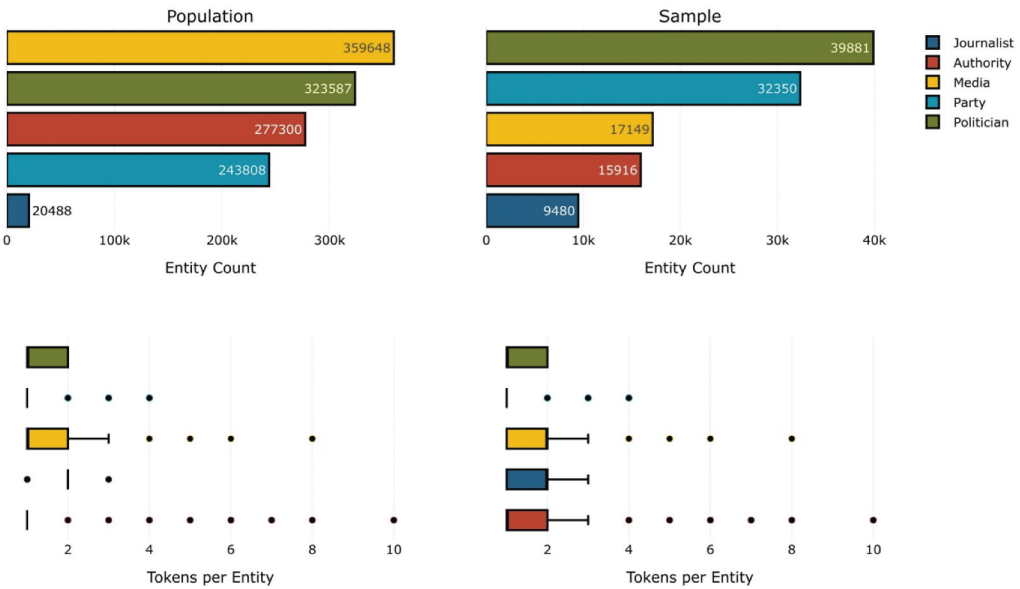 Population
359648
323587
277300
243808
20488
0 100k 200k 300k
Entity Count
Sample
39881
32350
17149
15916
9480
0 10k 20k 30k 40k
Entity Count
Journalist
Authority
Media
Party
Politician
2 4 6 8 10
Tokens per Entity
2 4 6 8 10
Tokens per Entity